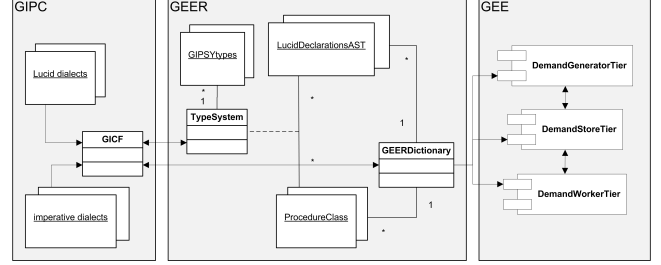 GIPC
GEER
GEE
Lucid dialects
GICF
imperative dialects
GIPSYtypes
*
1
TypeSystem
LucidDeclarationsAST
*
*
1
GEERDictionary
*
1
ProcedureClass
*
DemandGeneratorTier
DemandStoreTier
DemandWorkerTier